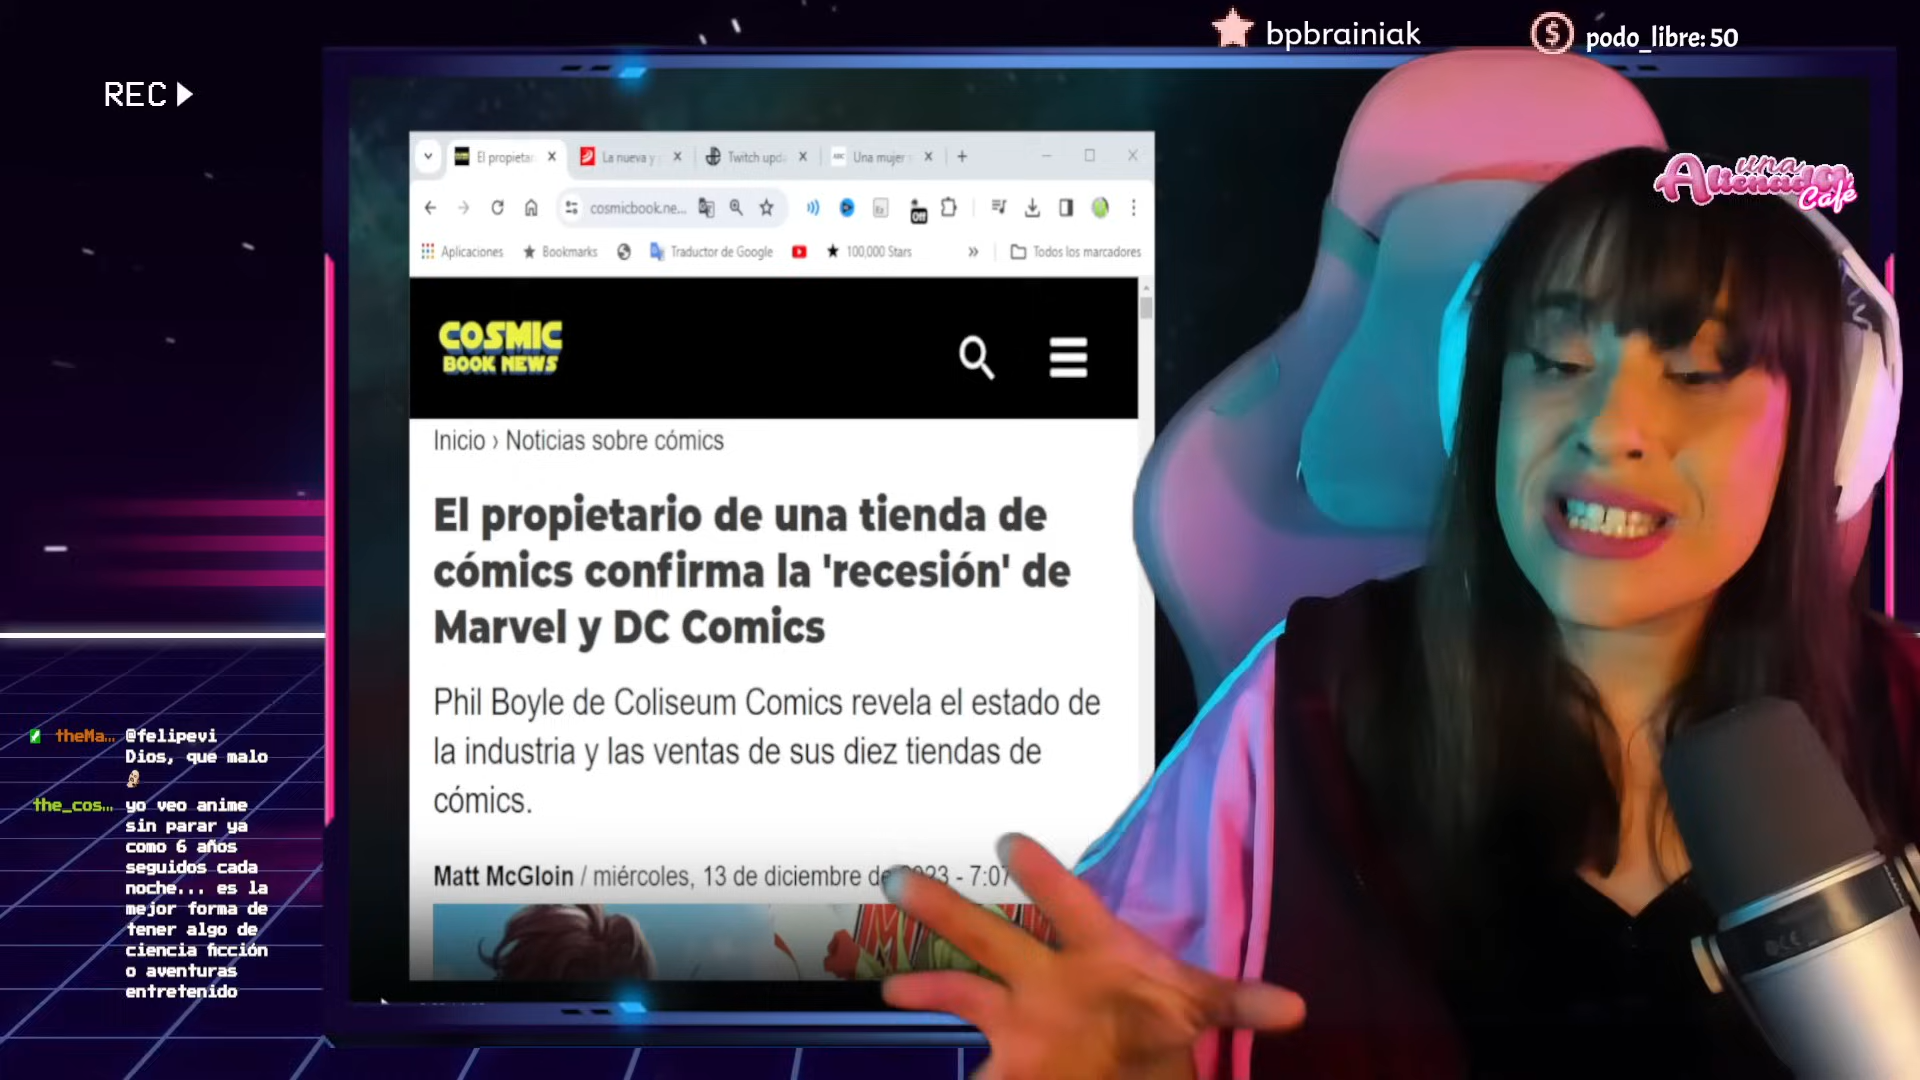 bpbrainiak
podo_libre: 50
REC
una
Alienada
Café
El propietar
La nueva y
Twitch upd
Una mujer
cosmicbook.ne...
Off
Aplicaciones
Bookmarks
Traductor de Google
100,000 Stars
»
Todos los marcadores
COSMIC
BOOK NEWS
Inicio › Noticias sobre cómics
El propietario de una tienda de
cómics confirma la 'recesión' de
Marvel y DC Comics
Phil Boyle de Coliseum Comics revela el estado de
la industria y las ventas de sus diez tiendas de
cómics.
Matt McGloin / miércoles, 13 de diciembre de 2023 - 7:07
theMa... @felipevi
Dios, que malo
the_cos... yo veo anime
sin parar ya
como 6 años
seguidos cada
noche... es la
mejor forma de
tener algo de
ciencia ficción
o aventuras
entretenido